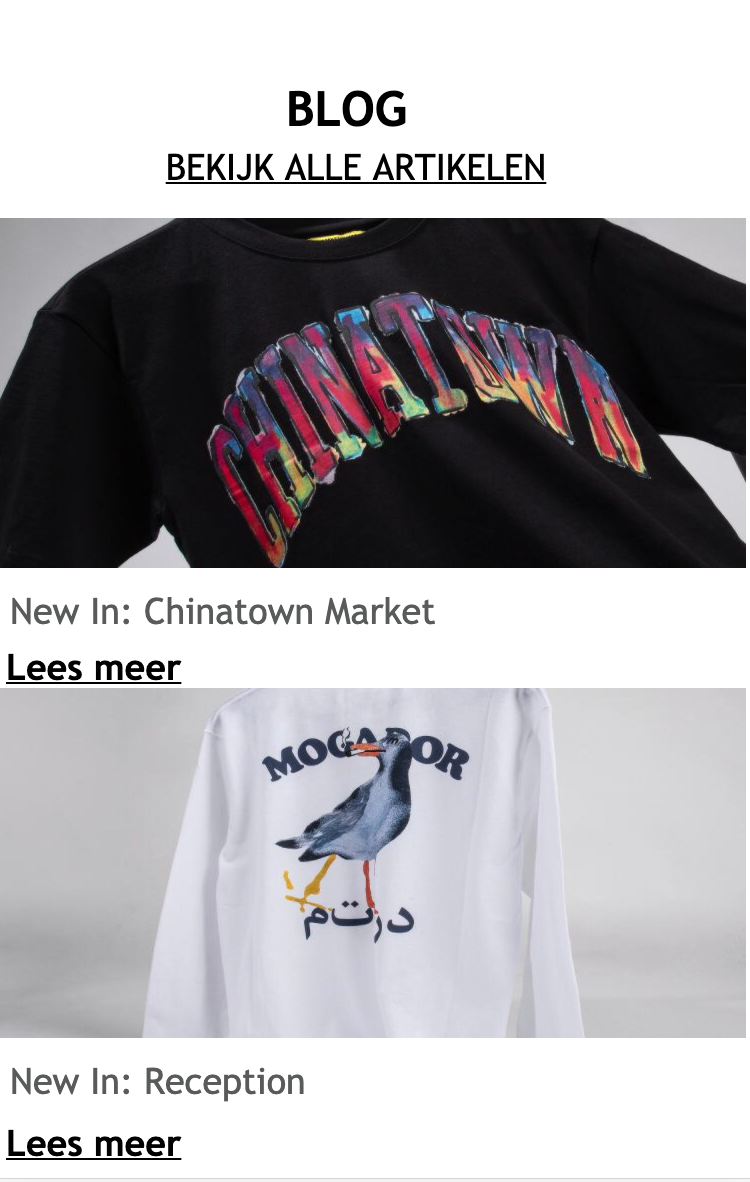 BLOG
BEKIJK ALLE ARTIKELEN
CHINATOWN
New In: Chinatown Market
Lees meer
MOGADOR
New In: Reception
Lees meer